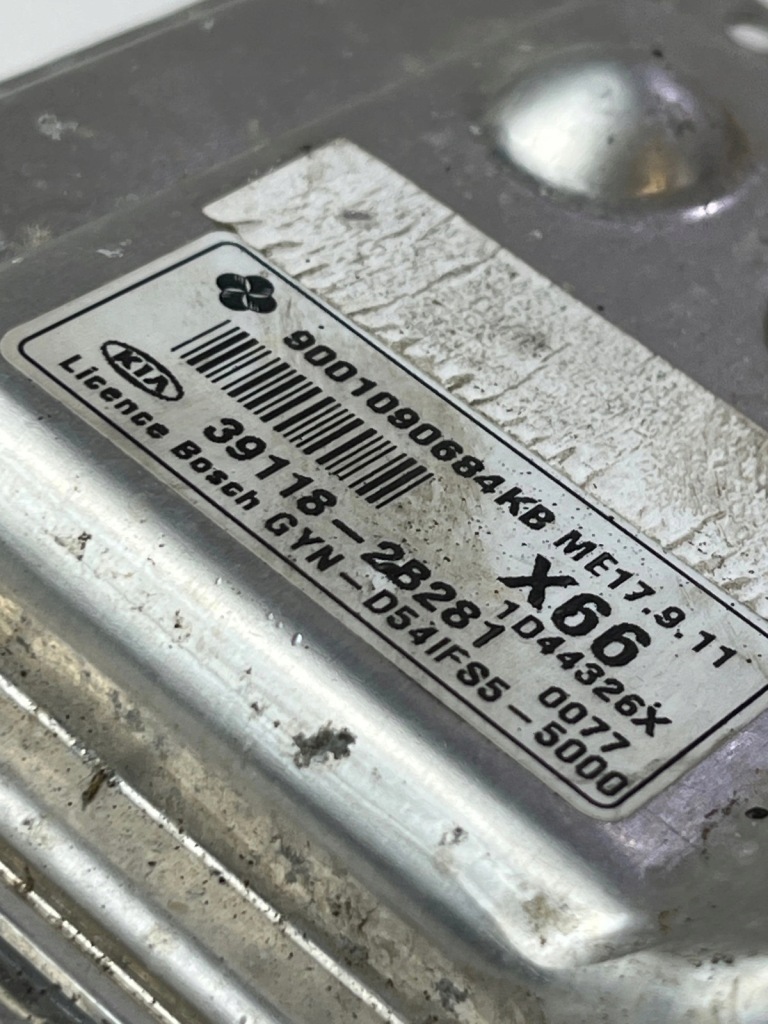 9001090684KB ME17.9.11
X66
1D44326X
39118-2B281 0077
KIA
Licence Bosch GYN-D54IFS5-5000